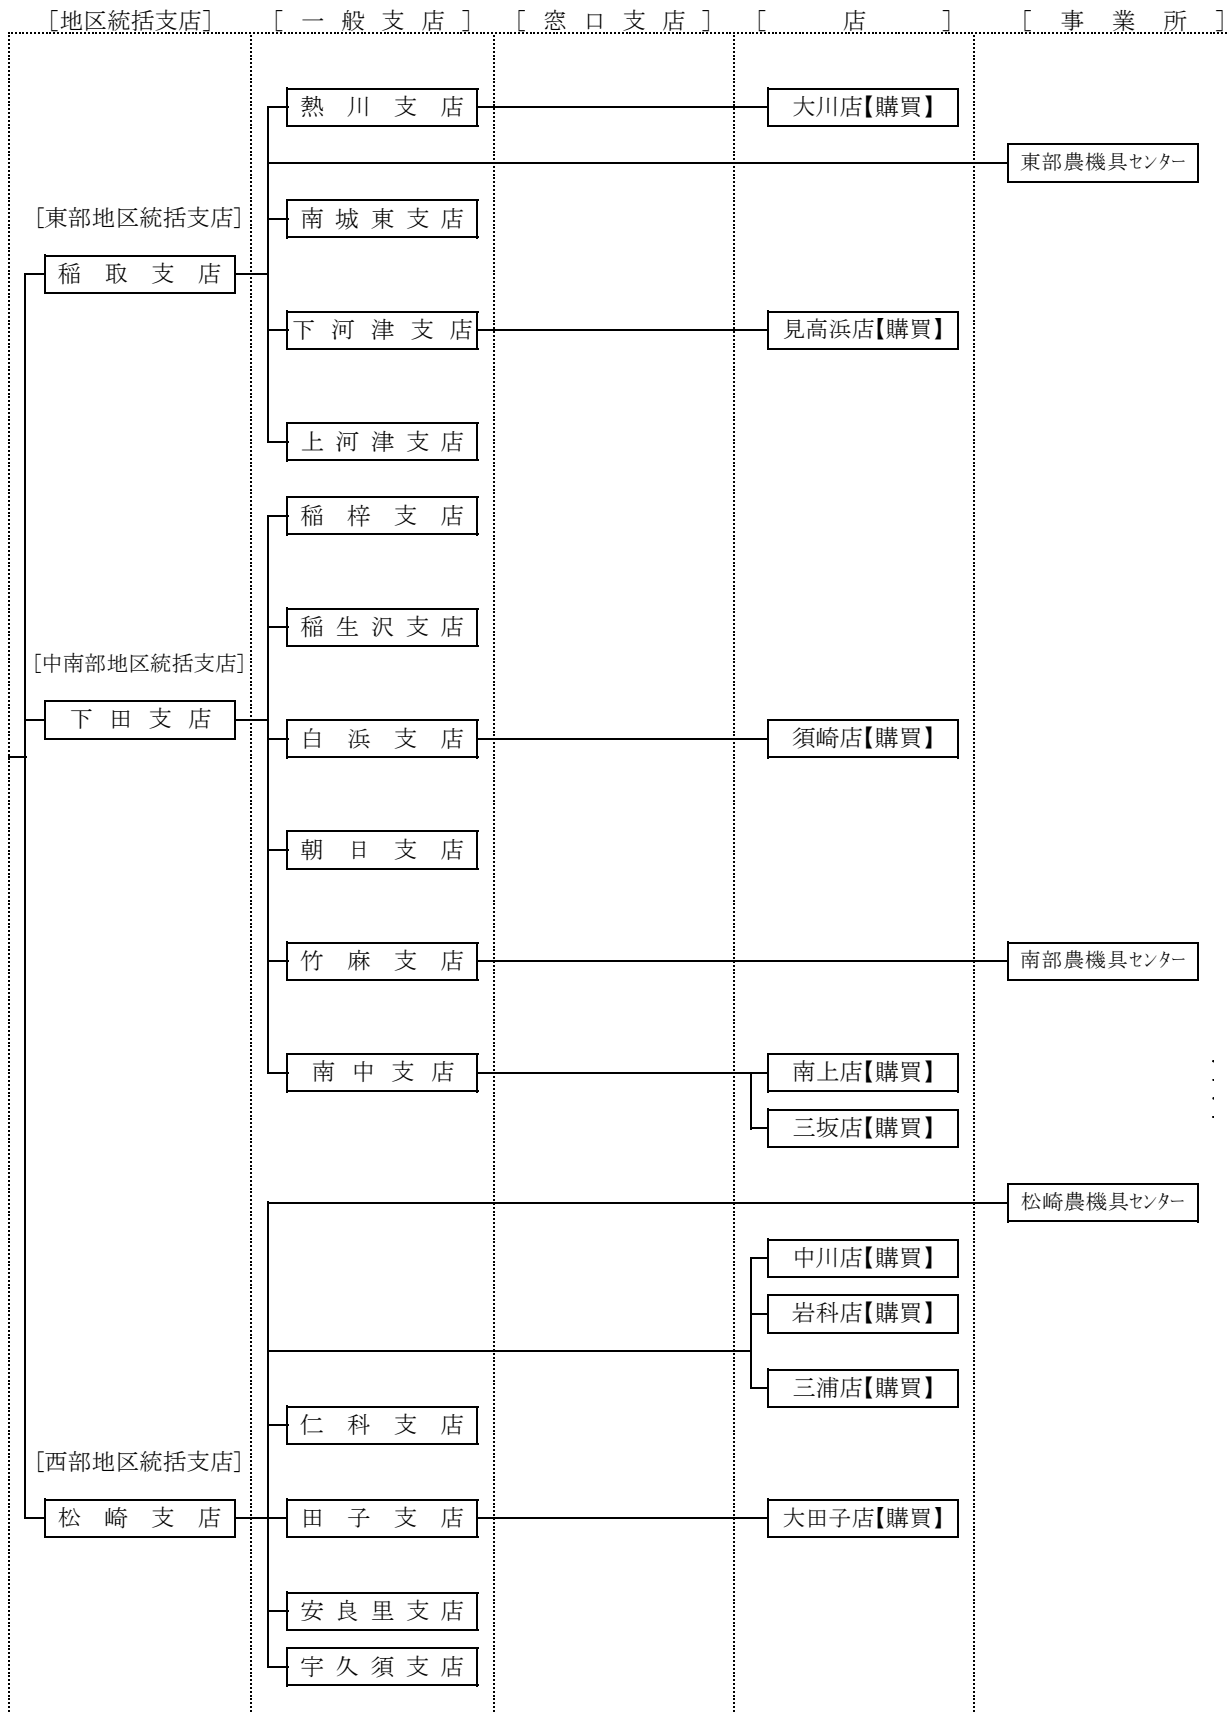 [地区統括支店] [一般支店] [窓口支店] [店] [事業所]
熱川支店 大川店【購買】
東部農機具センター
[東部地区統括支店] 南城東支店
稲取支店
下河津支店 見高浜店【購買】
上河津支店
稲梓支店
稲生沢支店
[中南部地区統括支店]
下田支店
白浜支店 須崎店【購買】
朝日支店
竹麻支店 南部農機具センター
南中支店 南上店【購買】
三坂店【購買】
松崎農機具センター
中川店【購買】
岩科店【購買】
三浦店【購買】
仁科支店
[西部地区統括支店]
松崎支店 田子支店 大田子店【購買】
安良里支店
宇久須支店